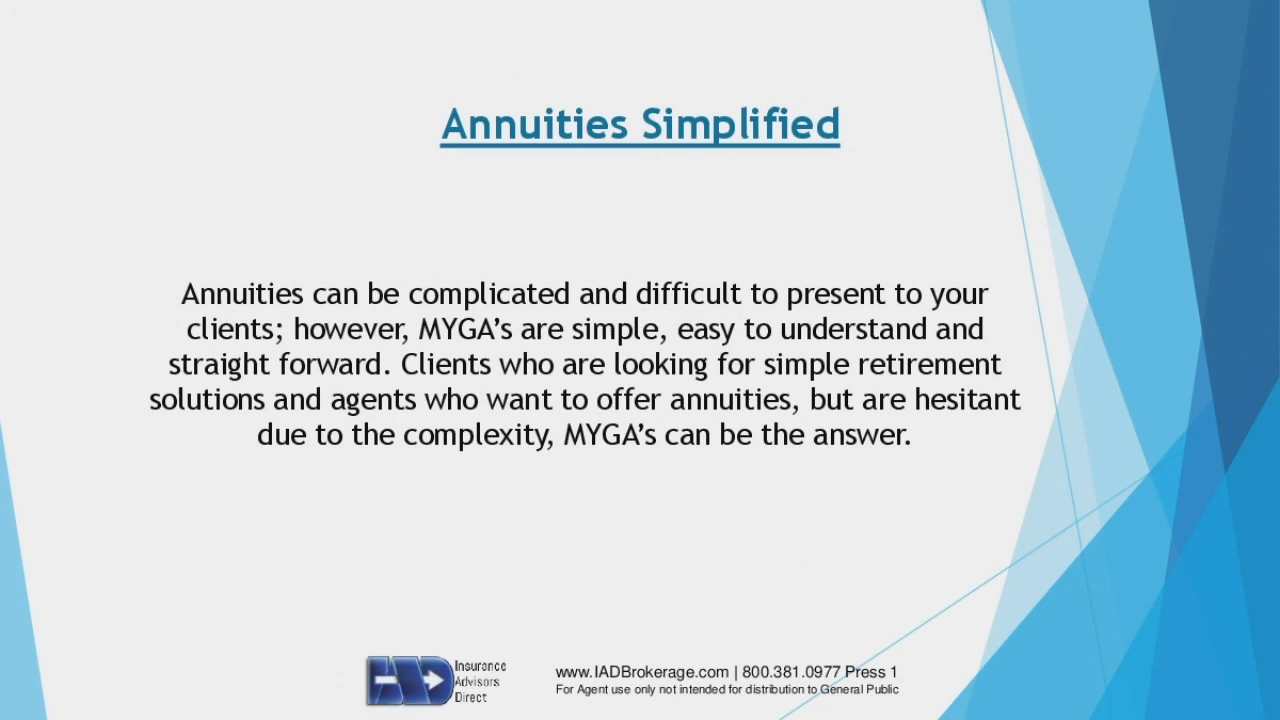 Annuities Simplified
Annuities can be complicated and difficult to present to your
clients; however, MYGA’s are simple, easy to understand and
straight forward. Clients who are looking for simple retirement
solutions and agents who want to offer annuities, but are hesitant
due to the complexity, MYGA’s can be the answer.
IAD
Insurance
Advisors
Direct
www.IADBrokerage.com | 800.381.0977 Press 1
For Agent use only not intended for distribution to General Public